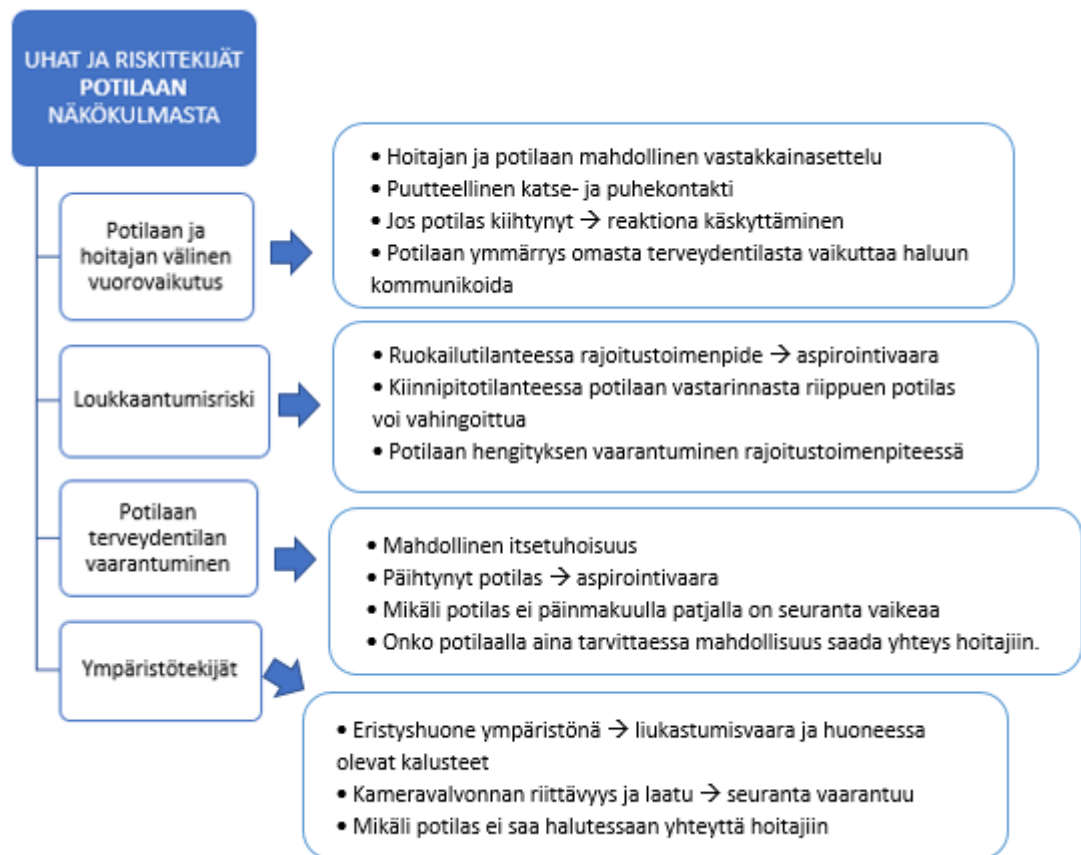 UHAT JA RISKITEKIJÄT
POTILAAN
NÄKÖKULMASTA
Potilaan ja
hoitajan välinen
vuorovaikutus
• Hoitajan ja potilaan mahdollinen vastakkainasettelu
• Puutteellinen katse- ja puhekontakti
• Jos potilas kiihtynyt → reaktiona käskyttäminen
• Potilaan ymmärrys omasta terveydentilasta vaikuttaa haluun
kommunikoida
Loukkaantumisriski
• Ruokailutilanteessa rajoitustoimenpide → aspirointivaara
• Kiinnipitotilanteessa potilaan vastarinnasta riippuen potilas
voi vahingoittua
• Potilaan hengityksen vaarantuminen rajoitustoimenpiteessä
Potilaan
terveydentilan
vaarantuminen
• Mahdollinen itsetuhoisuus
• Päihtynyt potilas → aspirointivaara
• Mikäli potilas ei päinmakuulla patjalla on seuranta vaikeaa
• Onko potilaalla aina tarvittaessa mahdollisuus saada yhteys hoitajiin.
Ympäristötekijät
• Eristyshuone ympäristönä → liukastumisvaara ja huoneessa
olevat kalusteet
• Kameravalvonnan riittävyys ja laatu → seuranta vaarantuu
• Mikäli potilas ei saa halutessaan yhteyttä hoitajiin